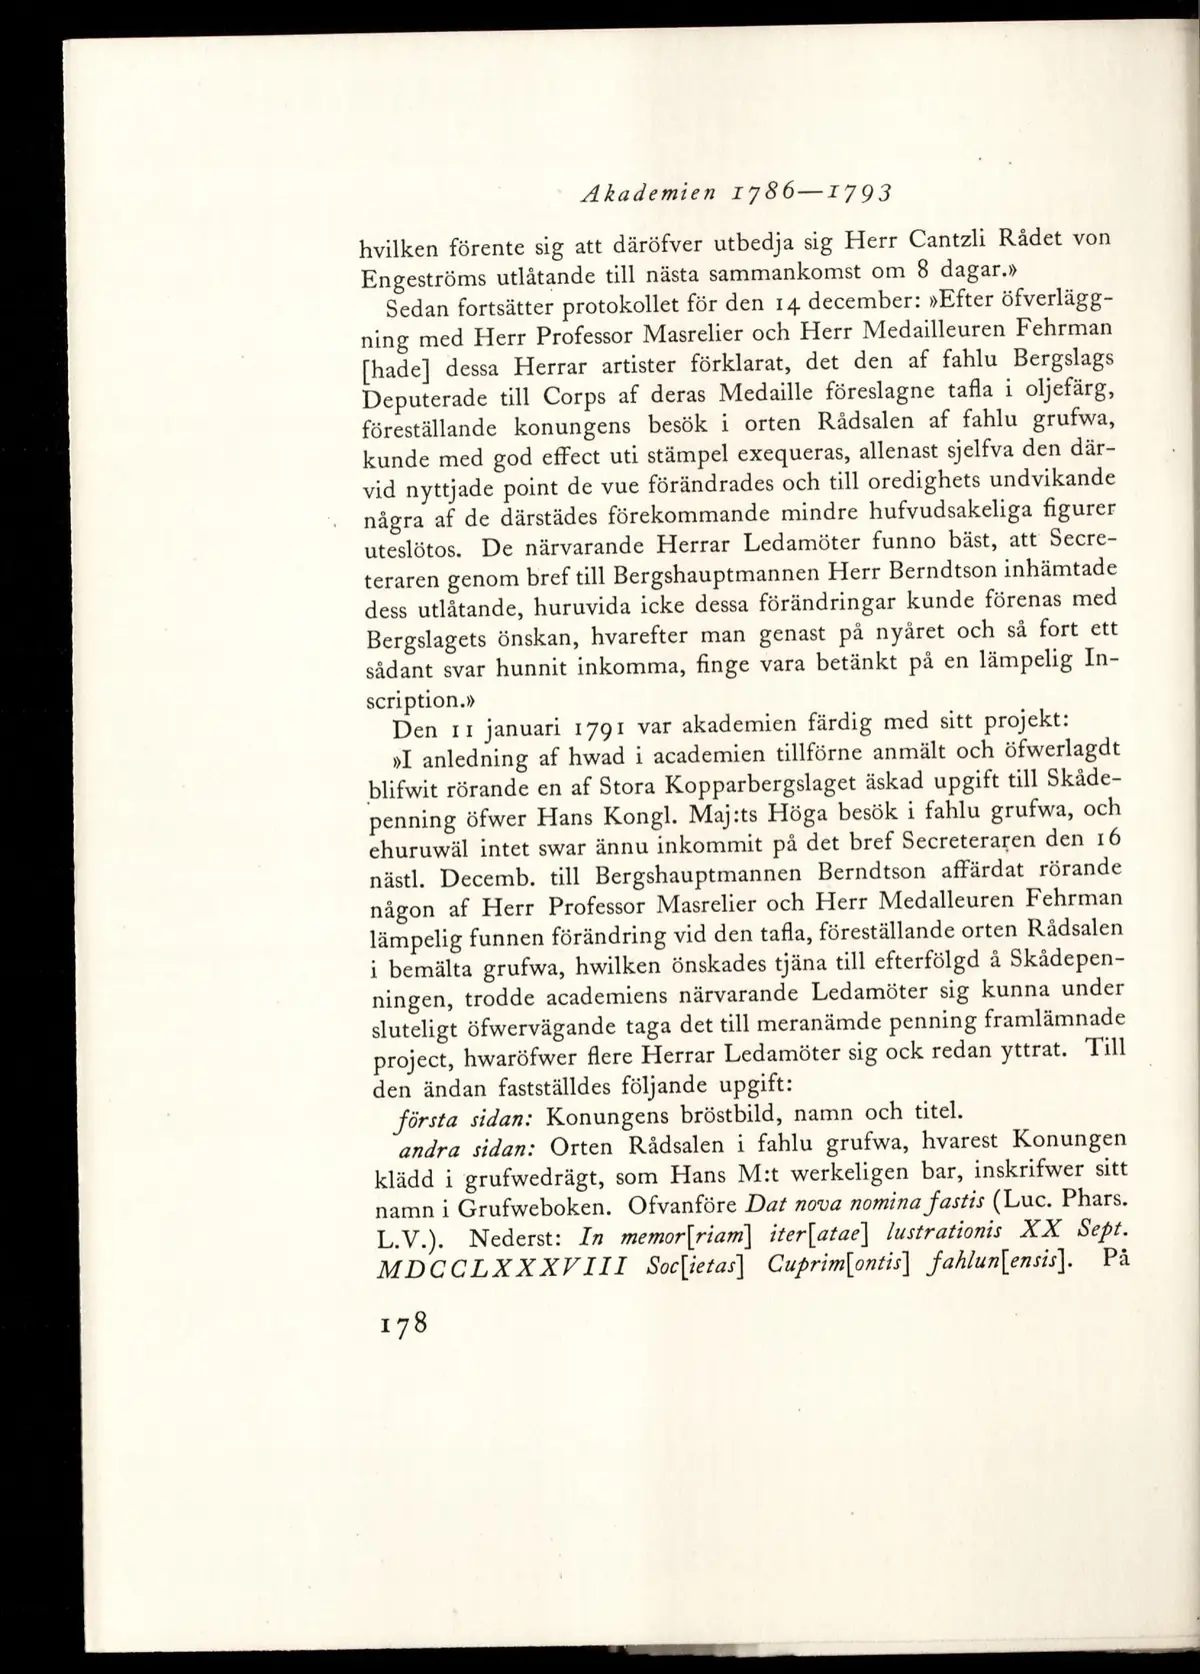 Akademien 1786—1793
hvilken förente sig att däröfver utbedja sig Herr Cantzli Rådet von
Engeströms utlåtande till nästa sammankomst om 8 dagar.»
Sedan fortsätter protokollet för den 14 december: »Efter öfverlägg-
ning med Herr Professor Masrelier och Herr Medailleuren Fehrman
[hade] dessa Herrar artister förklarat, det den af fahlu Bergslags
Deputerade till Corps af deras Medaille föreslagne tafla i oljefärg,
föreställande konungens besök i orten Rådsalen af fahlu grufwa,
kunde med god effect uti stämpel exequeras, allenast sjelfva den där-
vid nyttjade point de vue förändrades och till oredighets undvikande
några af de därstädes förekommande mindre hufvudsakeliga figurer
uteslötos. De närvarande Herrar Ledamöter funno bäst, att Secre-
teraren genom bref till Bergshauptmannen Herr Berndtson inhämtade
dess utlåtande, huruvida icke dessa förändringar kunde förenas med
Bergslagets önskan, hvarefter man genast på nyåret och så fort ett
sådant svar hunnit inkomma, finge vara betänkt på en lämpelig In-
scription.»
Den 11 januari 1791 var akademien färdig med sitt projekt:
»I anledning af hwad i academien tillförne anmält och öfwerlagdt
blifwit rörande en af Stora Kopparbergslaget äskad upgift till Skåde-
penning öfwer Hans Kongl. Maj:ts Höga besök i fahlu grufwa, och
ehuruwäl intet swar ännu inkommit på det bref Secreteraren den 16
nästl. Decemb. till Bergshauptmannen Berndtson affärdat rörande
någon af Herr Professor Masrelier och Herr Medalleuren Fehrman
lämpelig funnen förändring vid den tafla, föreställande orten Rådsalen
i bemälta grufwa, hwilken önskades tjäna till efterfölgd å Skådepen-
ningen, trodde academiens närvarande Ledamöter sig kunna under
sluteligt öfwervägande taga det till meranämde penning framlämnade
project, hwaröfwer flere Herrar Ledamöter sig ock redan yttrat. Till
den ändan fastställdes följande upgift:
första sidan: Konungens bröstbild, namn och titel.
andra sidan: Orten Rådsalen i fahlu grufwa, hvarest Konungen
klädd i grufwedrägt, som Hans M:t werkeligen bar, inskrifwer sitt
namn i Grufweboken. Ofvanföre Dat nova nomina fastis (Luc. Phars.
L.V.). Nederst: In memor[riam] iter[atae] lustrationis XX Sept.
MDCCLXXXVIII Soc[ietas] Cuprim[ontis] fahlun[ensis]. På
178